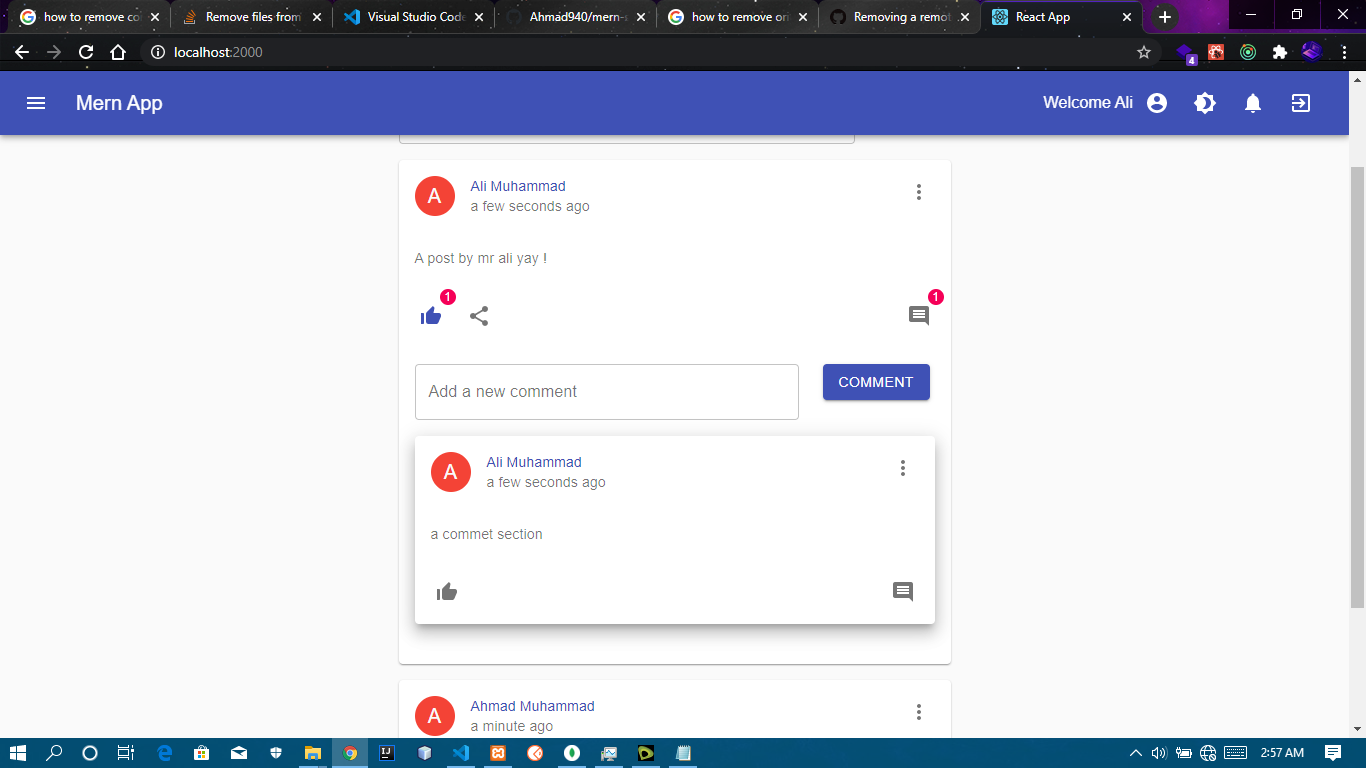 how to remove co
Remove files from
Visual Studio Code
Ahmad940/mern-
how to remove on
Removing a remot
React App
localhost:2000
4
Mern App
Welcome Ali
A
Ali Muhammad
a few seconds ago
A post by mr ali yay !
1
1
Add a new comment
COMMENT
A
Ali Muhammad
a few seconds ago
a commet section
A
Ahmad Muhammad
a minute ago
2:57 AM